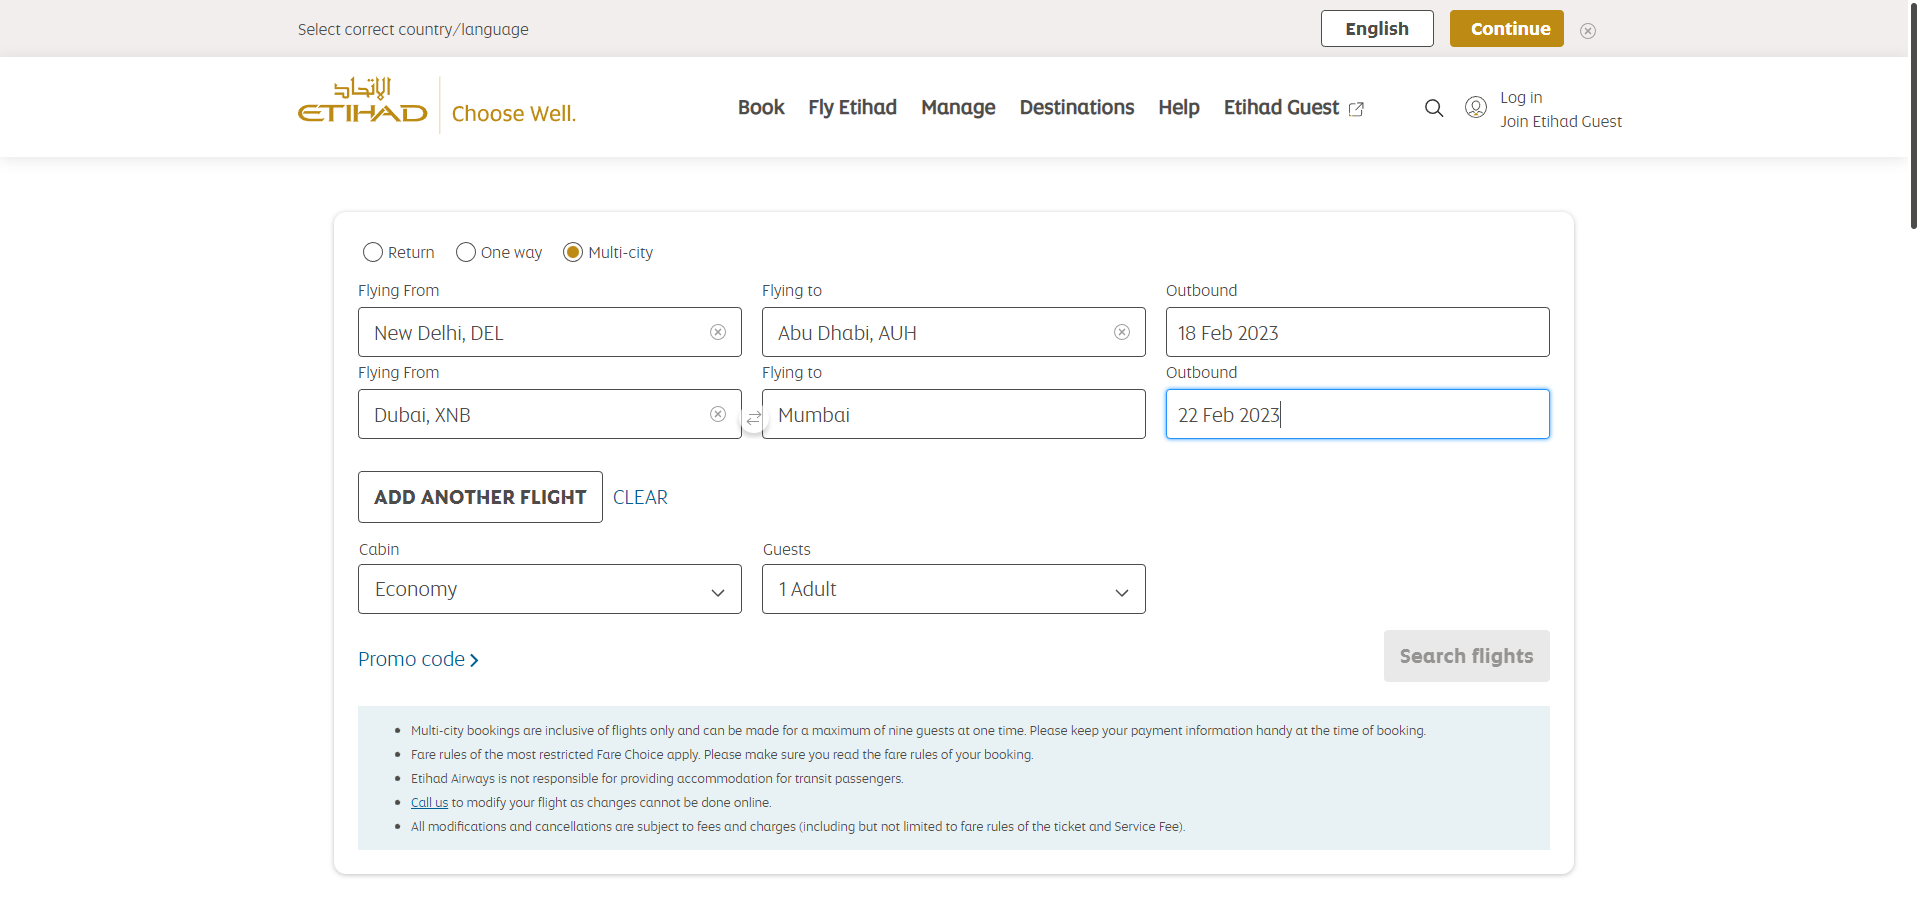 Select correct country/language
English
Continue
الإتحاد
ETIHAD
Choose Well.
Book
Fly Etihad
Manage
Destinations
Help
Etihad Guest
Log in
Join Etihad Guest
Return
One way
Multi-city
Flying From
Flying to
Outbound
New Delhi, DEL
Abu Dhabi, AUH
18 Feb 2023
Flying From
Flying to
Outbound
Dubai, XNB
Mumbai
22 Feb 2023
ADD ANOTHER FLIGHT
CLEAR
Cabin
Guests
Economy
1 Adult
Promo code
Search flights
Multi-city bookings are inclusive of flights only and can be made for a maximum of nine guests at one time. Please keep your payment information handy at the time of booking.
Fare rules of the most restricted Fare Choice apply. Please make sure you read the fare rules of your booking.
Etihad Airways is not responsible for providing accommodation for transit passengers.
Call us to modify your flight as changes cannot be done online.
All modifications and cancellations are subject to fees and charges (including but not limited to fare rules of the ticket and Service Fee).